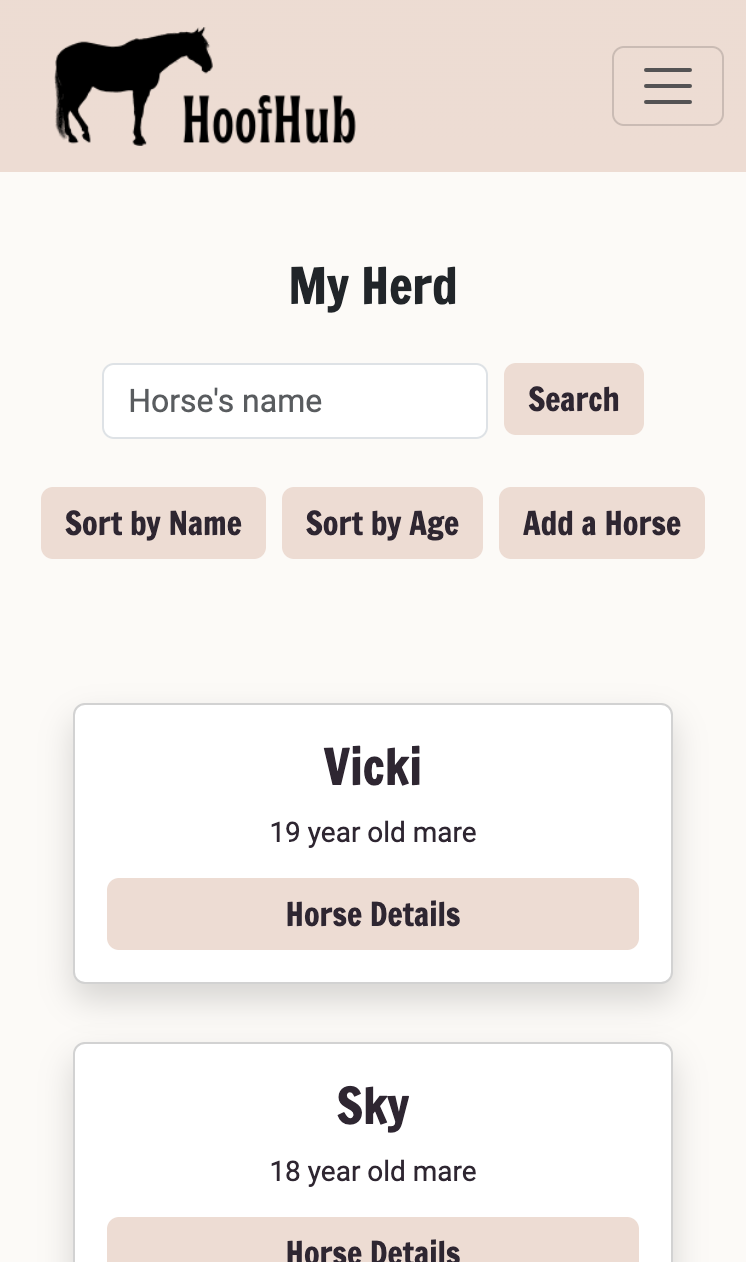 HoofHub
My Herd
Horse's name Search
Sort by Name Sort by Age Add a Horse
Vicki
19 year old mare
Horse Details
Sky
18 year old mare
Horse Details